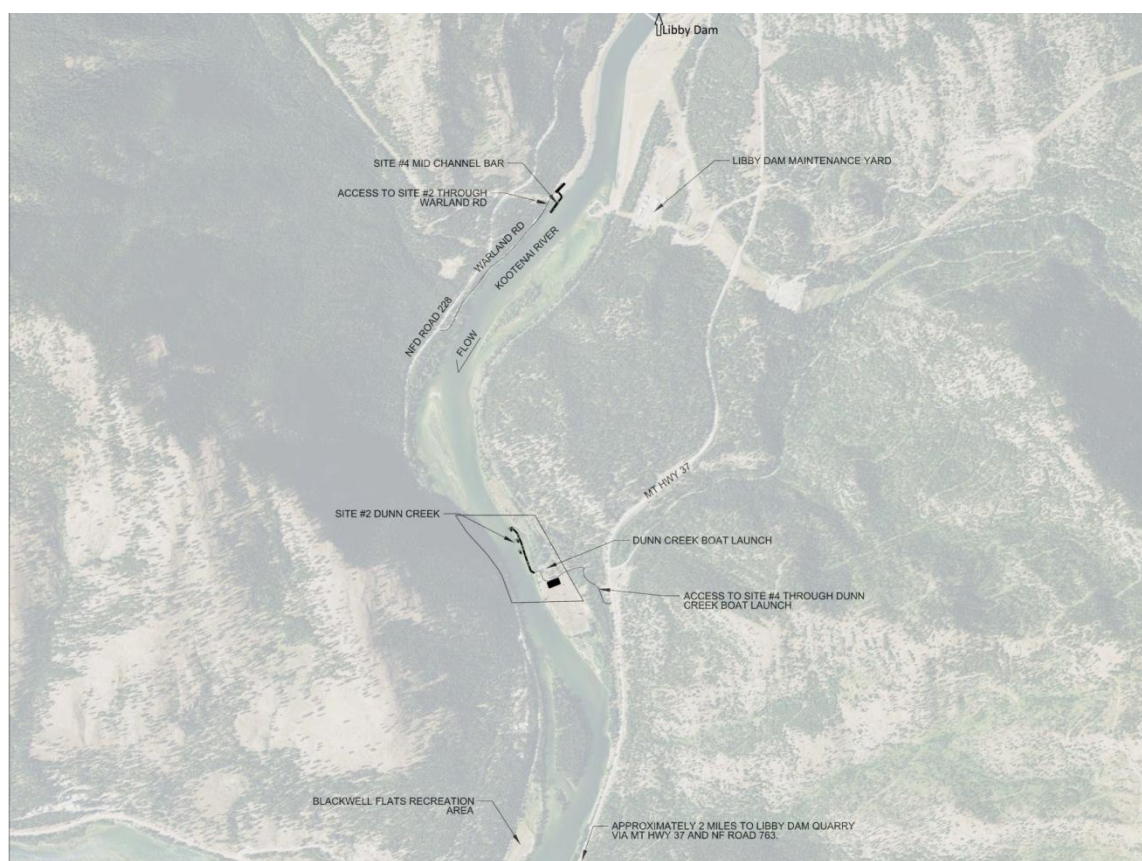 Libby Dam
SITE #4 MID CHANNEL BAR
LIBBY DAM MAINTENANCE YARD
ACCESS TO SITE #2 THROUGH
WARLAND RD
WARLAND RD
KOOTENAI RIVER
NFD ROAD 228
FLOW
MT HWY 37
SITE #2 DUNN CREEK
DUNN CREEK BOAT LAUNCH
ACCESS TO SITE #4 THROUGH DUNN
CREEK BOAT LAUNCH
BLACKWELL FLATS RECREATION
AREA
APPROXIMATELY 2 MILES TO LIBBY DAM QUARRY
VIA MT HWY 37 AND NF ROAD 763.